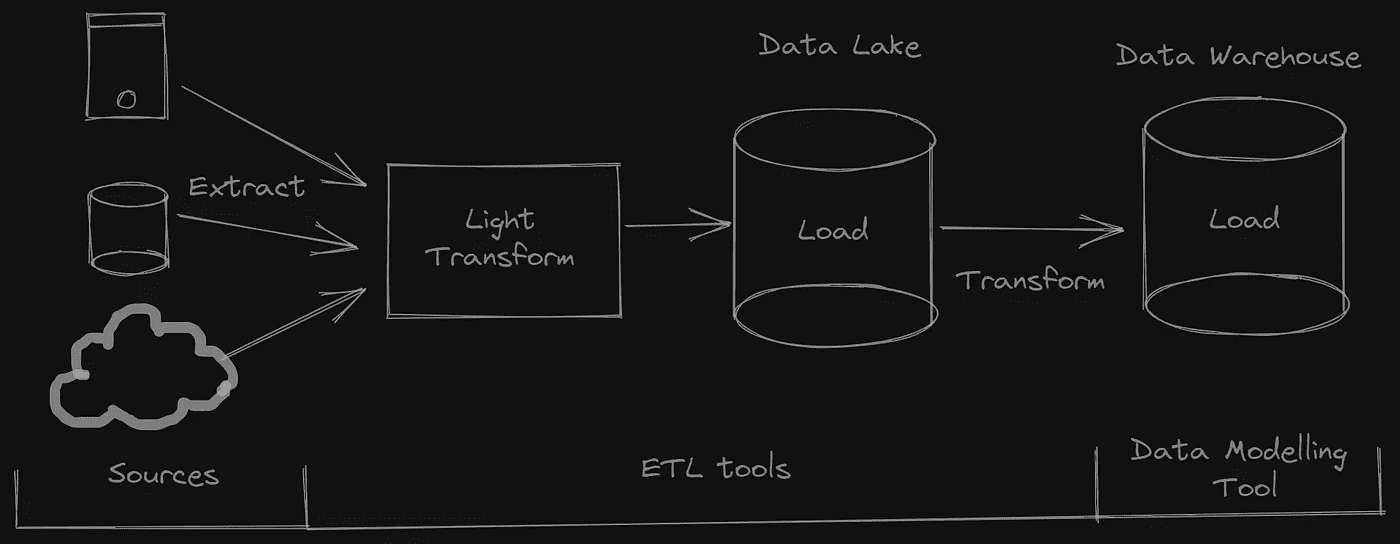 Data Lake
Data Warehouse
Extract
Light
Transform
Load
Transform
Load
Sources
ETL tools
Data Modelling
Tool